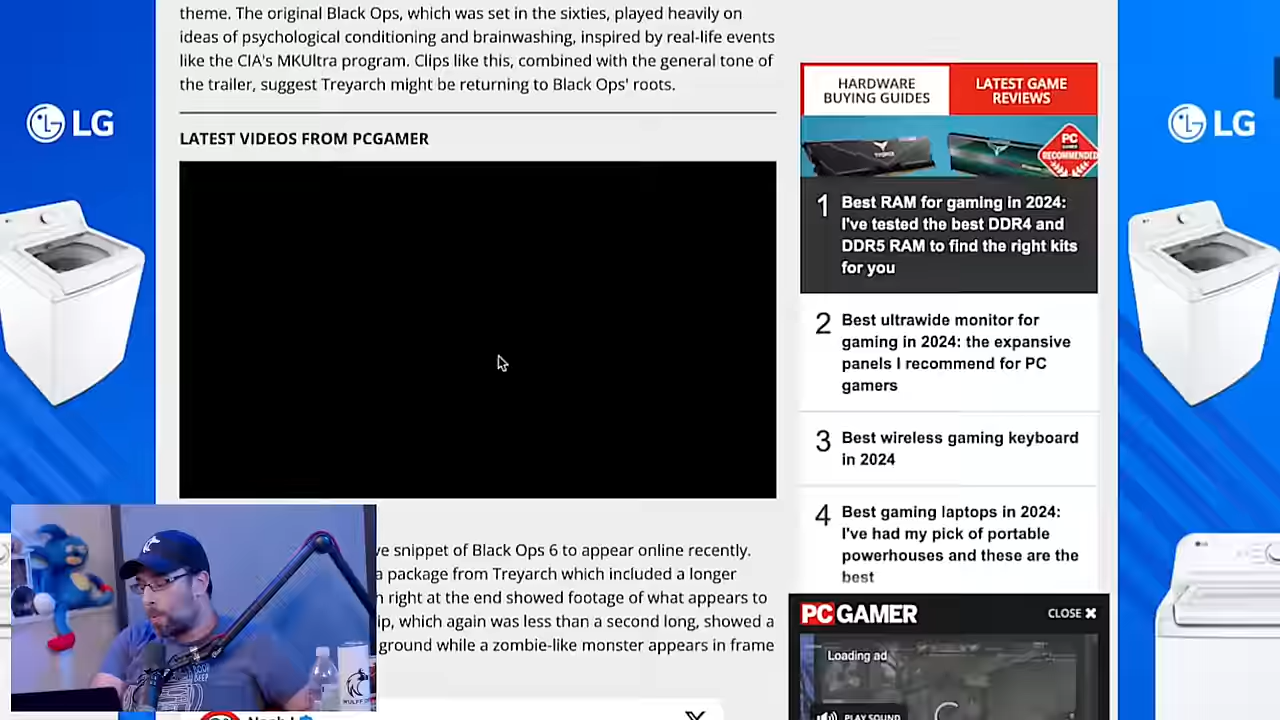 theme. The original Black Ops, which was set in the sixties, played heavily on
ideas of psychological conditioning and brainwashing, inspired by real-life events
like the CIA's MKUltra program. Clips like this, combined with the general tone of
the trailer, suggest Treyarch might be returning to Black Ops' roots.
LATEST VIDEOS FROM PCGAMER
ve snippet of Black Ops 6 to appear online recently.
a package from Treyarch which included a longer
n right at the end showed footage of what appears to
ip, which again was less than a second long, showed a
ground while a zombie-like monster appears in frame
HARDWARE
BUYING GUIDES
LATEST GAME
REVIEWS
PC
GAMER
RECOMMENDED
1
Best RAM for gaming in 2024:
I've tested the best DDR4 and
DDR5 RAM to find the right kits
for you
2
Best ultrawide monitor for
gaming in 2024: the expansive
panels I recommend for PC
gamers
3
Best wireless gaming keyboard
in 2024
4
Best gaming laptops in 2024:
I've had my pick of portable
powerhouses and these are the
best
PC GAMER
CLOSE X
Loading ad
PLAY SOUND
LG
LG